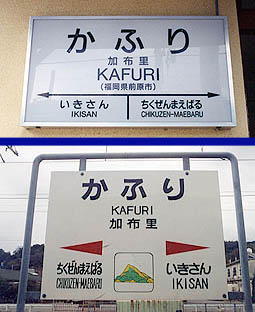 かふり
加布里
KAFURI
(福岡県前原市)
いきさん ちくぜんまえばる
IKISAN CHIKUZEN-MAEBARU
かふり
KAFURI
加布里
ちくぜんまえばる いきさん
CHIKUZEN-MAEBARU IKISAN